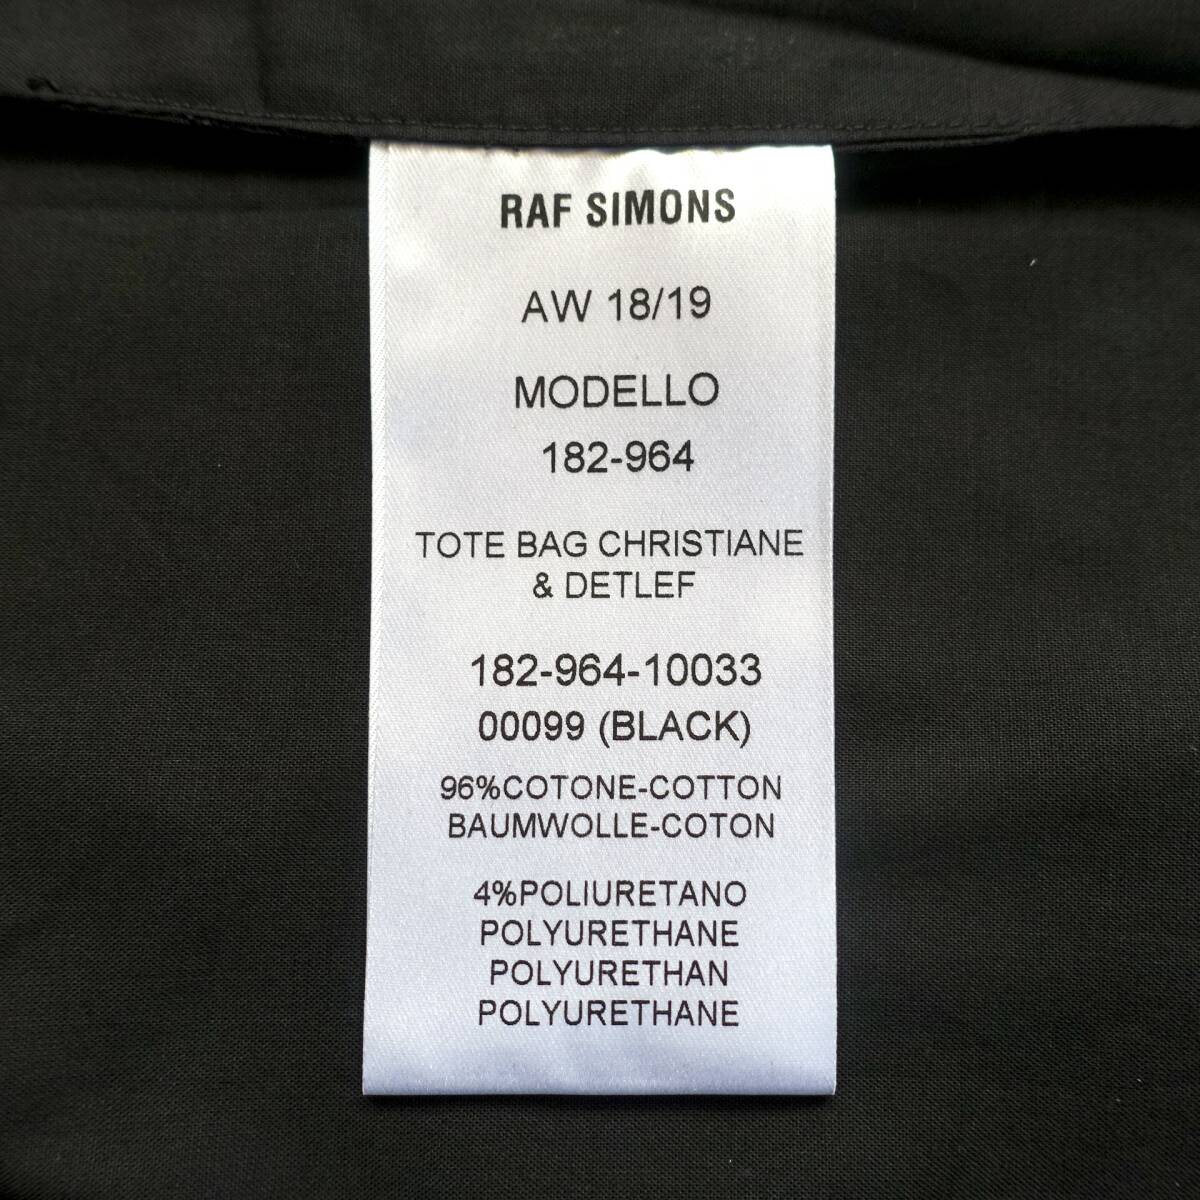 RAF SIMONS
AW 18/19
MODELLO
182-964
TOTE BAG CHRISTIANE
& DETLEF
182-964-10033
00099 (BLACK)
96%COTONE-COTTON
BAUMWOLLE-COTON
4%POLIURETANO
POLYURETHANE
POLYURETHAN
POLYURETHANE